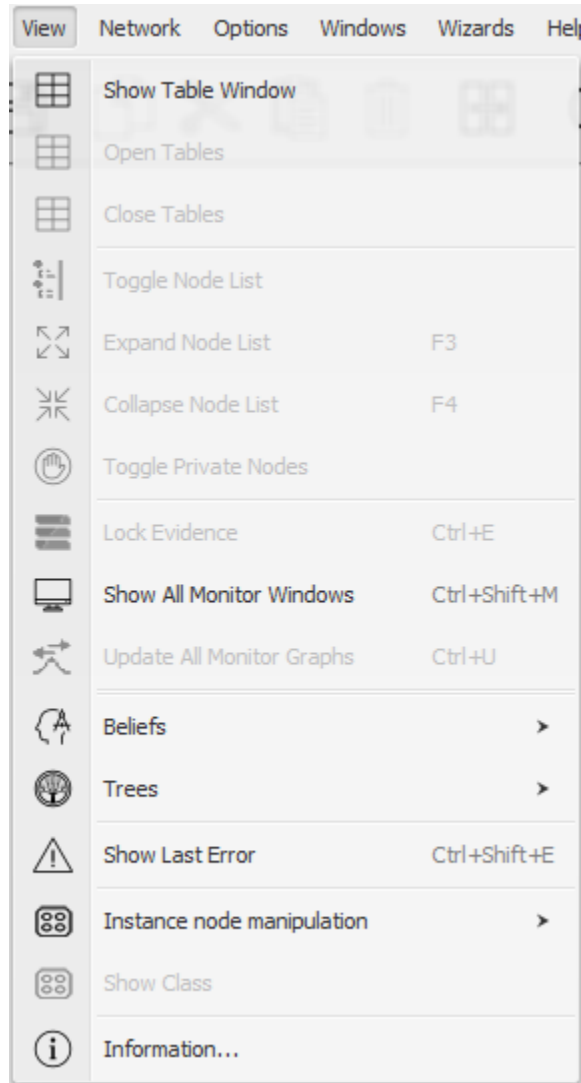 View Network Options Windows Wizards Hel
Show Table Window
Open Tables
Close Tables
Toggle Node List
Expand Node List F3
Collapse Node List F4
Toggle Private Nodes
Lock Evidence Ctrl+E
Show All Monitor Windows Ctrl+Shift+M
Update All Monitor Graphs Ctrl+U
Beliefs
Trees
Show Last Error Ctrl+Shift+E
Instance node manipulation
Show Class
Information...